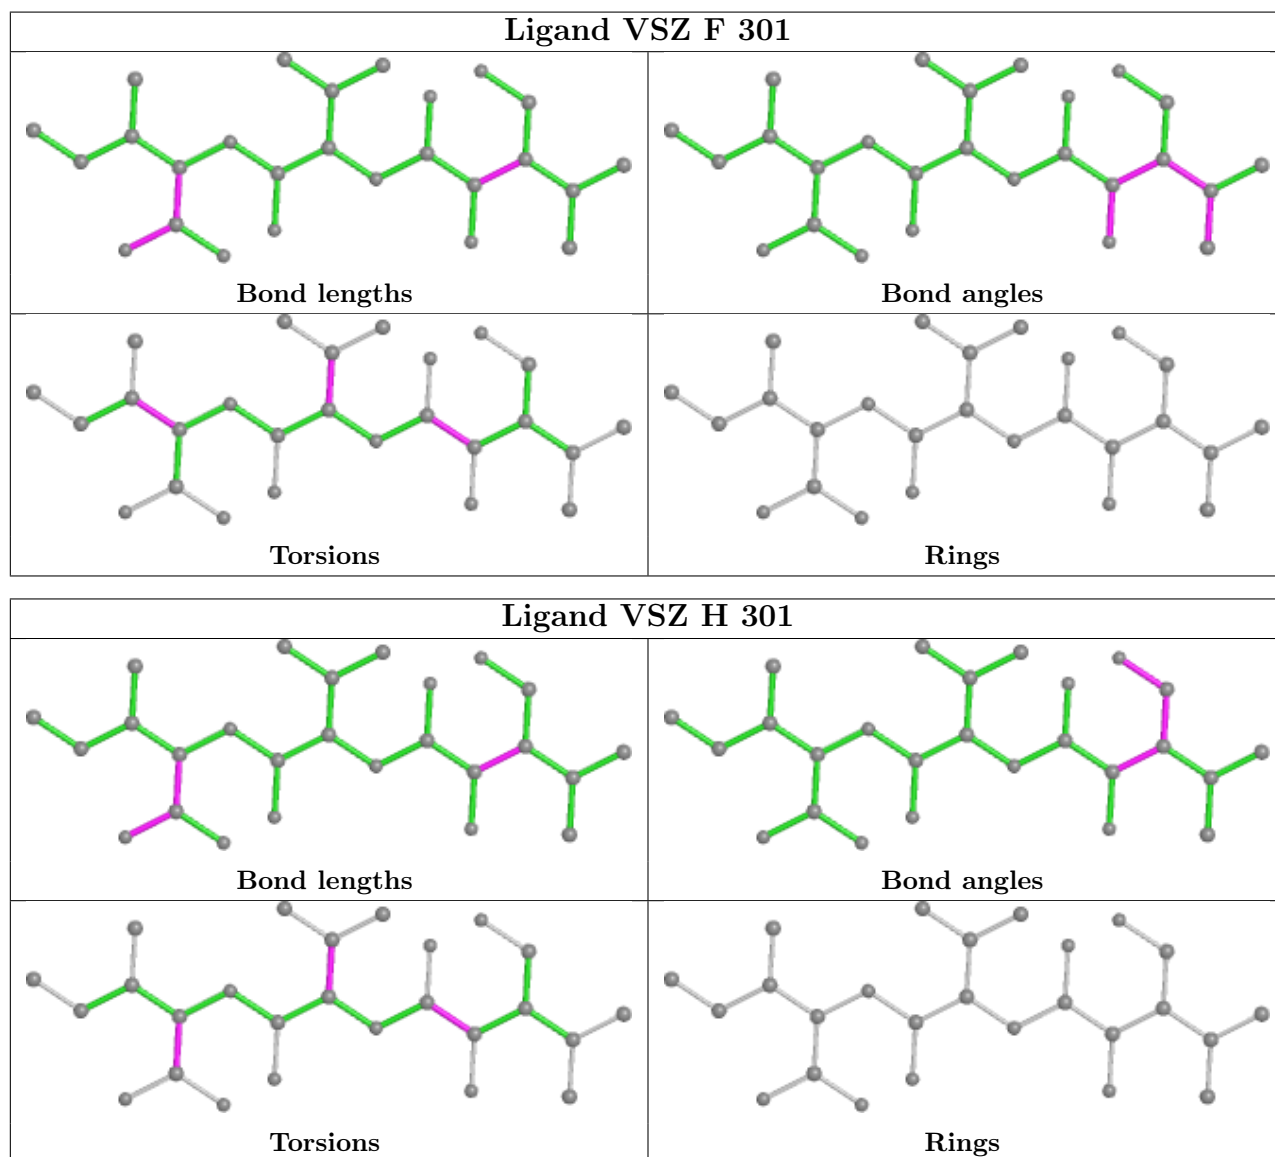 Ligand VSZ F 301
Bond lengths
Bond angles
Torsions
Rings
Ligand VSZ H 301
Bond lengths
Bond angles
Torsions
Rings